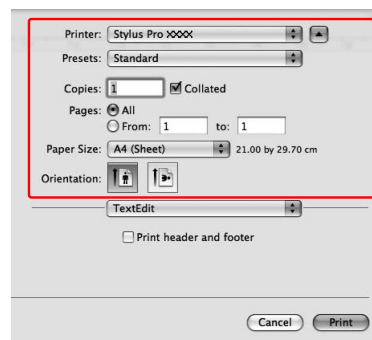 Printer: Stylus Pro XXXX
Presets: Standard
Copies: 1 Collated
Pages: All
From: 1 to: 1
Paper Size: A4 (Sheet) 21.00 by 29.70 cm
Orientation:
TextEdit
Print header and footer
Cancel Print